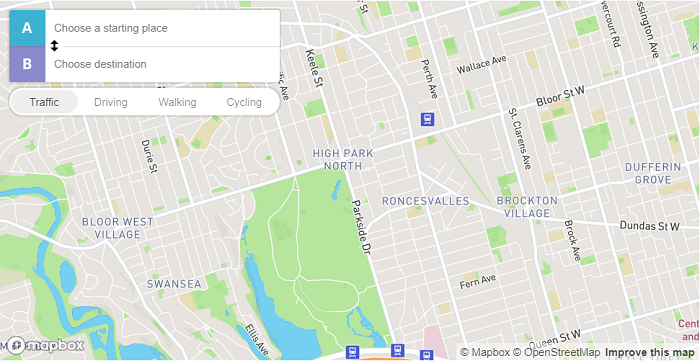 A
Choose a starting place
B
Choose destination
Traffic
Driving
Walking
Cycling
Keele St
Perth Ave
Wallace Ave
Bloor St W
St. Clarens Ave
Durie St
HIGH PARK
NORTH
Parkside Dr
RONCESVALLES
BROCKTON
VILLAGE
DUFFERIN
GROVE
BLOOR WEST
VILLAGE
Dundas St W
Brock Ave
SWANSEA
Fern Ave
Ellis Ave
Queen St W
mapbox
© Mapbox © OpenStreetMap Improve this map